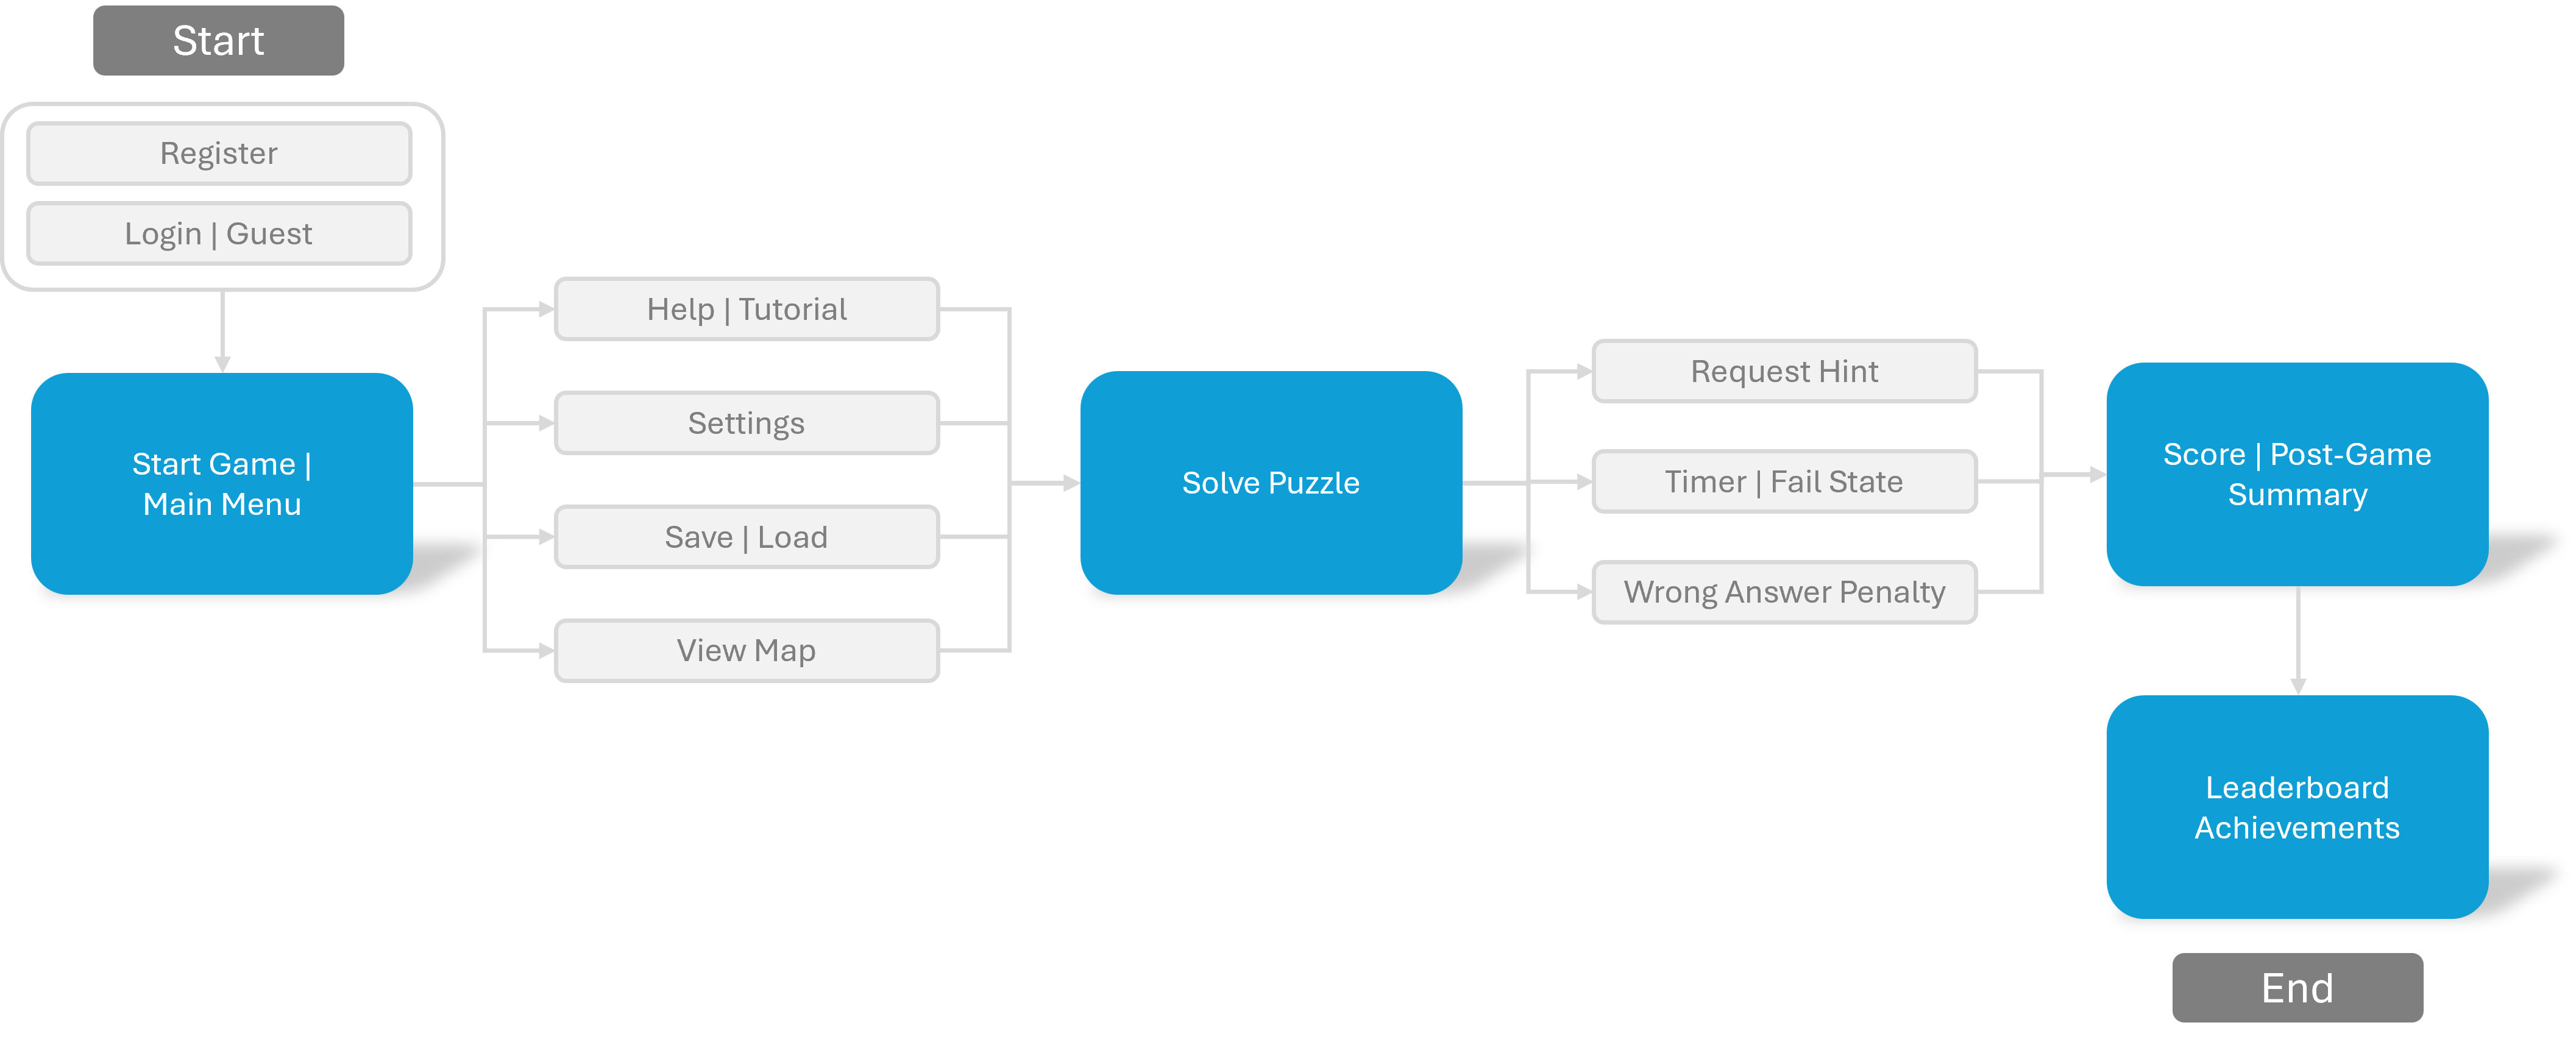 Start
Register
Login | Guest
Start Game |
Main Menu
Help | Tutorial
Settings
Save | Load
View Map
Solve Puzzle
Request Hint
Timer | Fail State
Wrong Answer Penalty
Score | Post-Game
Summary
Leaderboard
Achievements
End